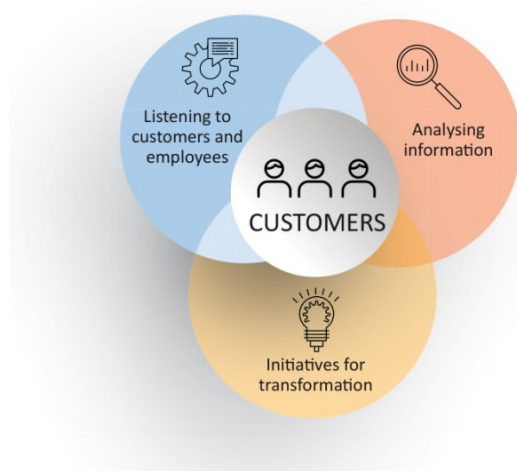 Listening to
customers and
employees
Analysing
information
CUSTOMERS
Initiatives for
transformation